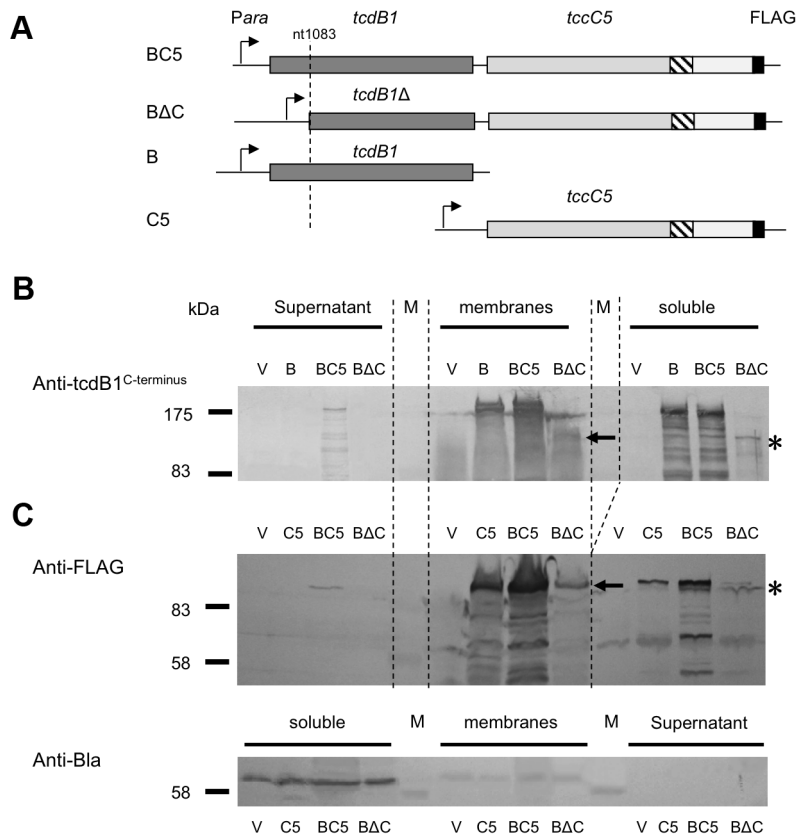 A
Para tcdB1 tccC5 FLAG
nt1083
BC5
tcdB1Δ
BΔC
tcdB1
B
tccC5
C5
B
kDa Supernatant M membranes M soluble
V B BC5 BΔC V B BC5 BΔC V B BC5 BΔC
Anti-tcdB1C-terminus
175
*
83
C
V C5 BC5 BΔC V C5 BC5 BΔC V C5 BC5 BΔC
Anti-FLAG
*
83
58
soluble M membranes M Supernatant
Anti-Bla
58
V C5 BC5 BΔC V C5 BC5 BΔC V C5 BC5 BΔC